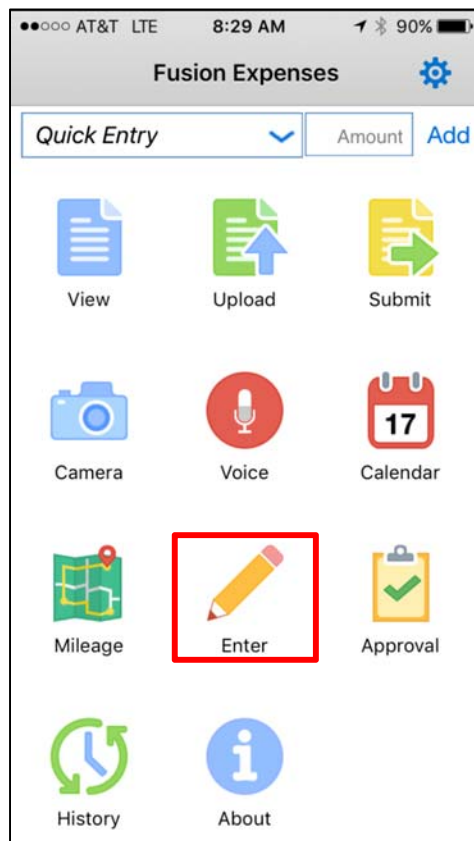 AT&T LTE 8:29 AM 90%
Fusion Expenses
Quick Entry Amount Add
View Upload Submit
17
Camera Voice Calendar
Mileage Enter Approval
History About